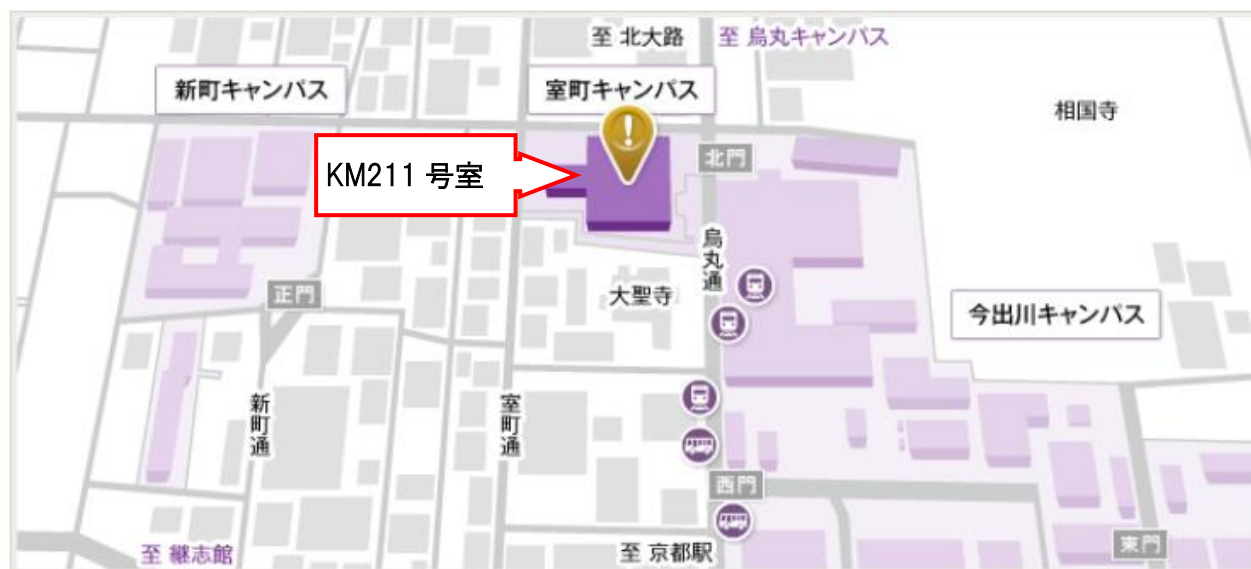 至 北大路
至 烏丸キャンパス
新町キャンパス
室町キャンパス
相国寺
KM211 号室
北門
烏丸通
正門
大聖寺
今出川キャンパス
新町通
室町通
西門
至 継志館
至 京都駅
東門